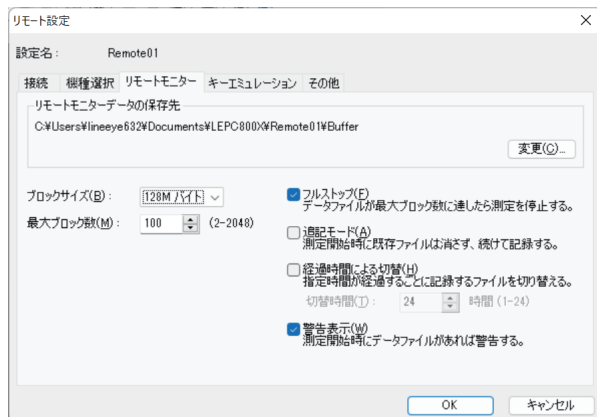 リモート設定
設定名： Remote01
接続 機種選択 リモートモニター キーエミュレーション その他
リモートモニターデータの保存先
C:¥Users¥lineeye632¥Documents¥LEPC800X¥Remote01¥Buffer
変更(C)...
ブロックサイズ(B)： 128M バイト
最大ブロック数(M)： 100 (2-2048)
フルストップ(F)
データファイルが最大ブロック数に達したら測定を停止する。
追記モード(A)
測定開始時に既存ファイルは消さず、続けて記録する。
経過時間による切替(H)
指定時間が経過するごとに記録するファイルを切り替える。
切替時間(T)： 24 時間 (1-24)
警告表示(W)
測定開始時にデータファイルがあれば警告する。
OK キャンセル